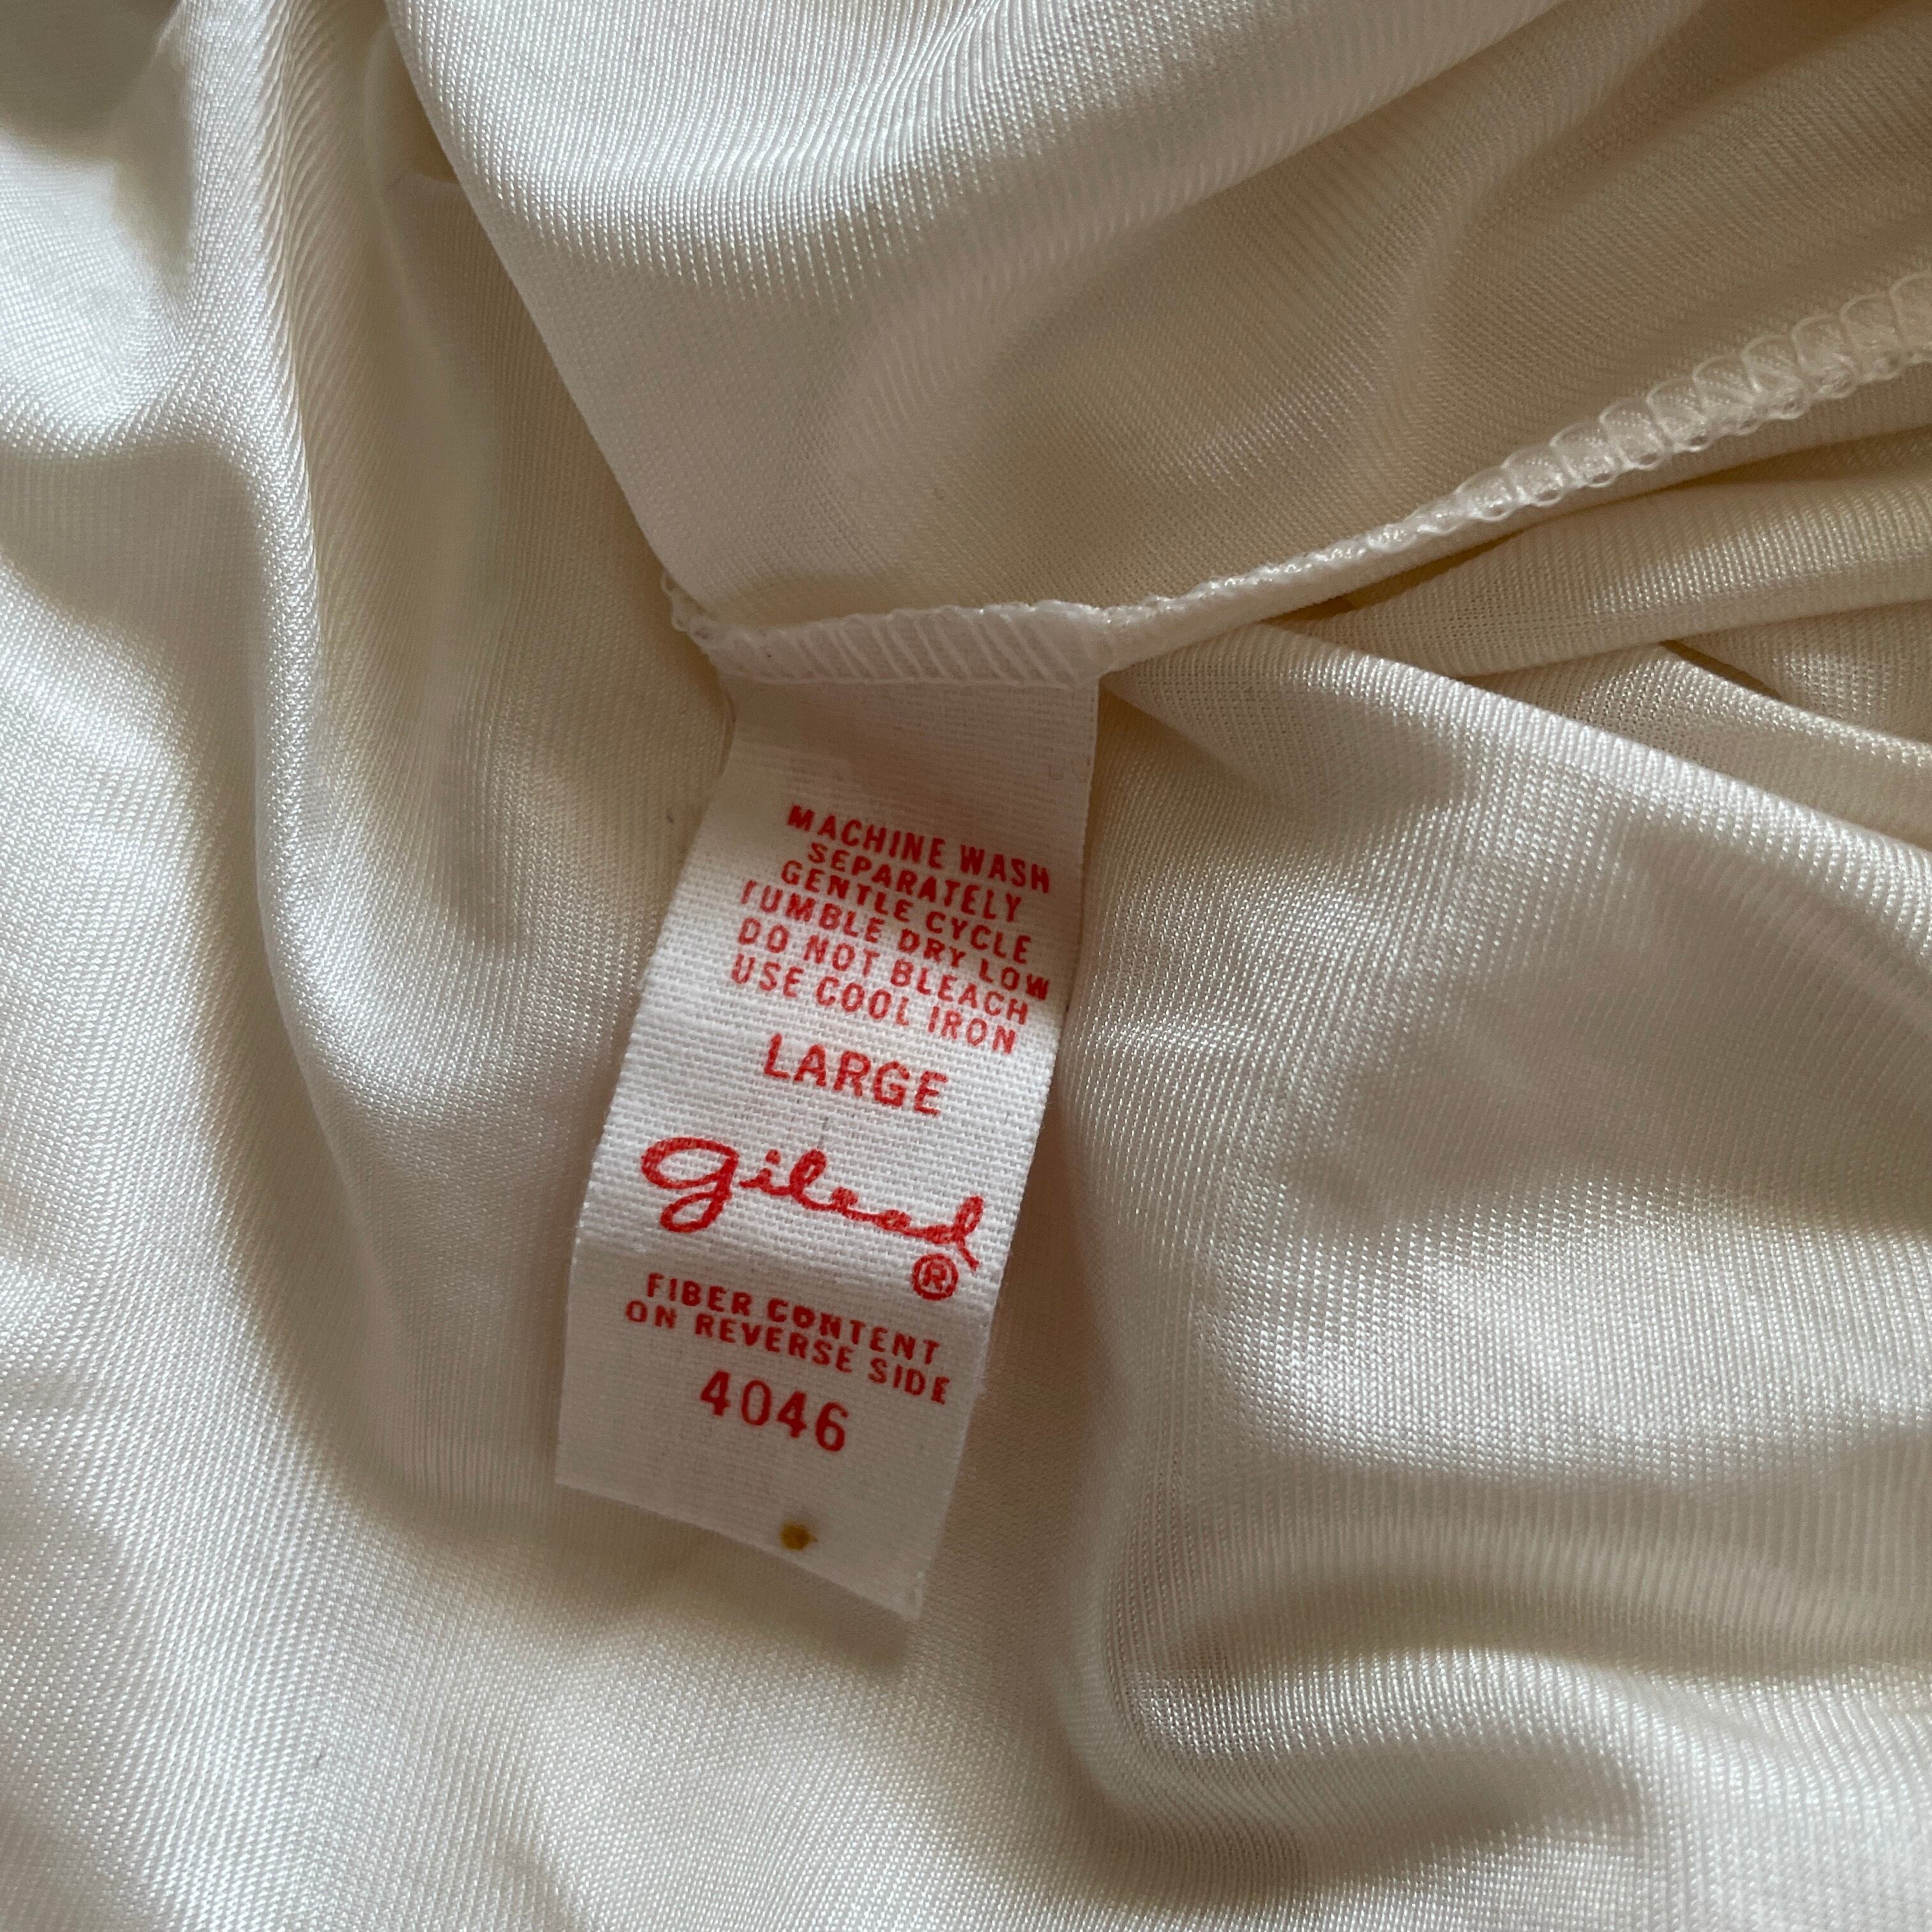 MACHINE WASH
SEPARATELY
GENTLE CYCLE
TUMBLE DRY LOW
DO NOT BLEACH
USE COOL IRON
LARGE
gilead
®
FIBER CONTENT
ON REVERSE SIDE
4046